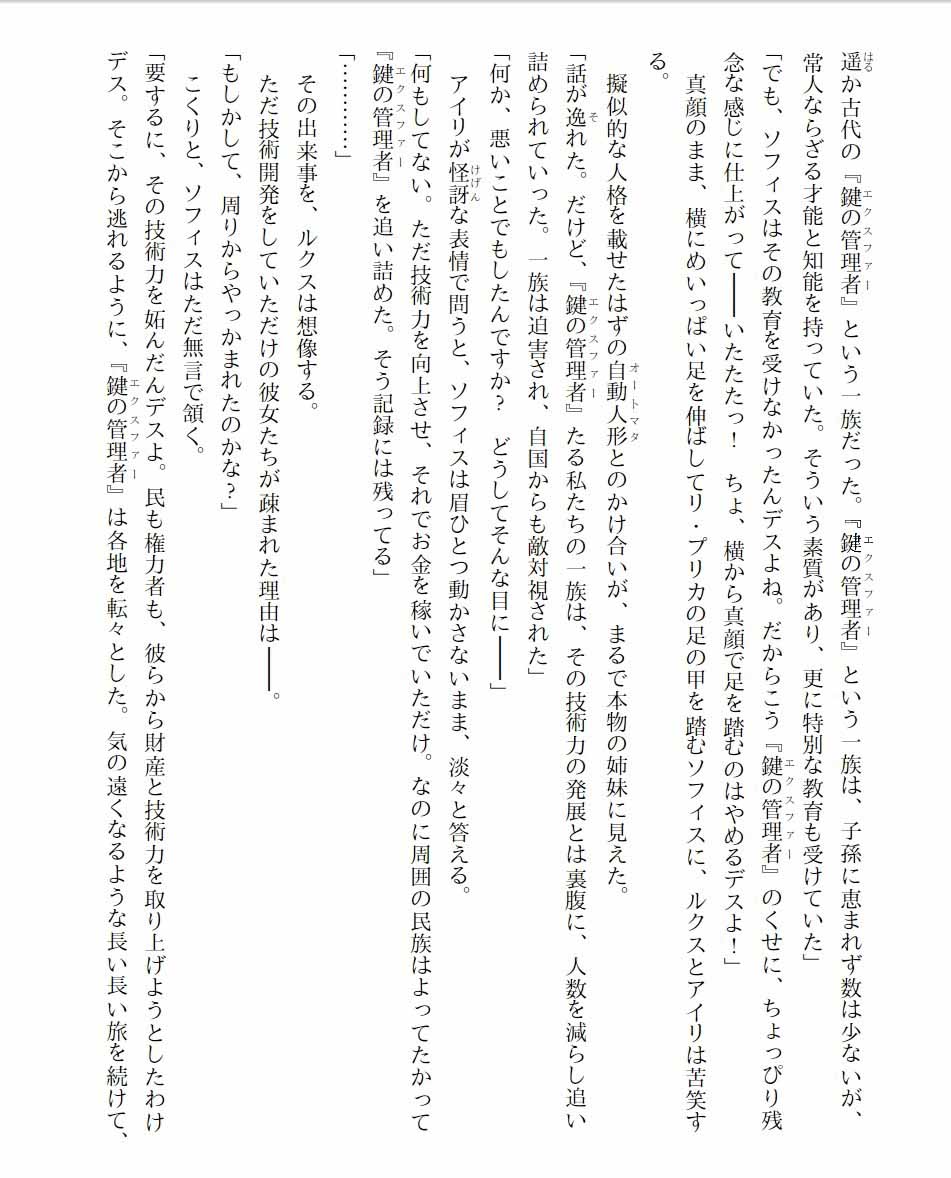 遥か古代の『鍵の管理者』という一族だった。『鍵の管理者』という一族は、子孫に恵まれず数は少ないが、
常人ならざる才能と知能を持っていた。そういう素質があり、更に特別な教育も受けていた」
「でも、ソフィスはその教育を受けなかったんデスよね。だからこう『鍵の管理者』のくせに、ちょっぴり残
念な感じに仕上がって――いたたたっ！　ちょ、横から真顔で足を踏むのはやめるデスよ！」
　真顔のまま、横にめいっぱい足を伸ばしてリ・プリカの足の甲を踏むソフィスに、ルクスとアイリは苦笑す
る。
　擬似的な人格を載せたはずの自動人形とのかけ合いが、まるで本物の姉妹に見えた。
「話が逸れた。だけど、『鍵の管理者』たる私たちの一族は、その技術力の発展とは裏腹に、人数を減らし追い
詰められていった。一族は迫害され、自国からも敵対視された」
「何か、悪いことでもしたんですか？　どうしてそんな目に――」
　アイリが怪訝な表情で問うと、ソフィスは眉ひとつ動かさないまま、淡々と答える。
「何もしてない。ただ技術力を向上させ、それでお金を稼いでいただけ。なのに周囲の民族はよってたかって
『鍵の管理者』を追い詰めた。そう記録には残ってる」
「…………」
　その出来事を、ルクスは想像する。
　ただ技術開発をしていただけの彼女たちが疎まれた理由は――。
「もしかして、周りからやっかまれたのかな？」
　こくりと、ソフィスはただ無言で頷く。
「要するに、その技術力を妬んだんデスよ。民も権力者も、彼らから財産と技術力を取り上げようとしたわけ
デス。そこから逃れるように、『鍵の管理者』は各地を転々とした。気の遠くなるような長い長い旅を続けて、